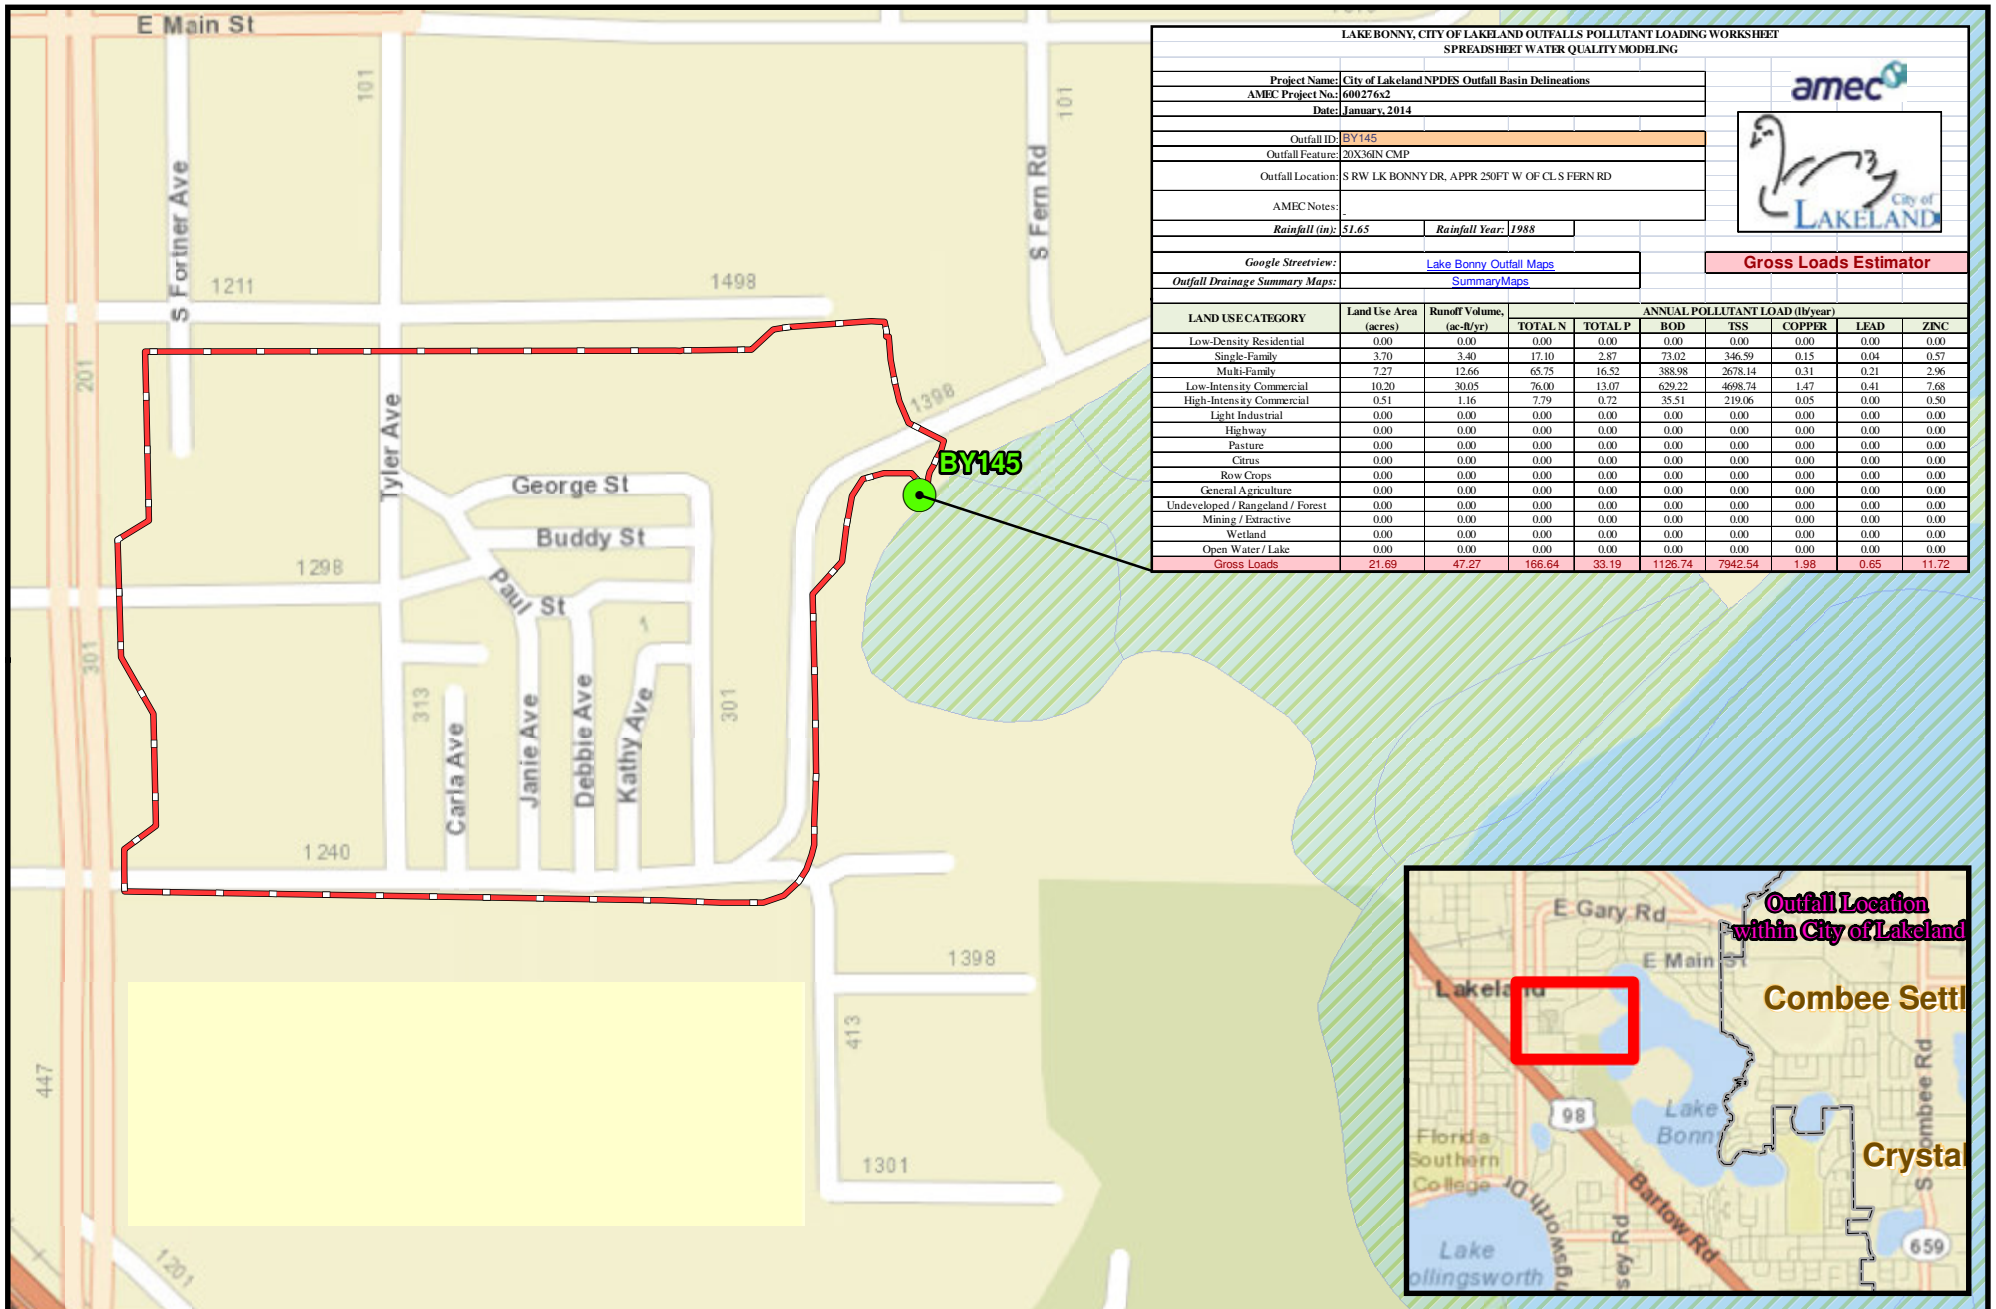 E Main St
101
S Fortner Ave
101
S Fern Rd
1211
1498
201
Tyler Ave
1398
BY145
George St
Buddy St
1298
Paul St
1
301
313
301
Carla Ave
Janie Ave
Debbie Ave
Kathy Ave
1240
1398
447
413
1301
1201
LAKE BONNY, CITY OF LAKELAND OUTFALLS POLLUTANT LOADING WORKSHEET
SPREADSHEET WATER QUALITY MODELING
Project Name: City of Lakeland NPDES Outfall Basin Delineations
AMEC Project No.: 600276x2
Date: January, 2014
amec
Outfall ID: BY145
Outfall Feature: 20X36IN CMP
Outfall Location: S RW LK BONNY DR, APPR 250FT W OF CL S FERN RD
AMEC Notes: -
City of
LAKELAND
Rainfall (in): 51.65 Rainfall Year: 1988
Google Streetview: Lake Bonny Outfall Maps
Gross Loads Estimator
Outfall Drainage Summary Maps: SummaryMaps
LAND USE CATEGORY Land Use Area (acres) Runoff Volume, (ac-ft/yr) ANNUAL POLLUTANT LOAD (lb/year)
TOTAL N TOTAL P BOD TSS COPPER LEAD ZINC
Low-Density Residential 0.00 0.00 0.00 0.00 0.00 0.00 0.00 0.00 0.00
Single-Family 3.70 3.40 17.10 2.87 73.02 346.59 0.15 0.04 0.57
Multi-Family 7.27 12.66 65.75 16.52 388.98 2678.14 0.31 0.21 2.96
Low-Intensity Commercial 10.20 30.05 76.00 13.07 629.22 4698.74 1.47 0.41 7.68
High-Intensity Commercial 0.51 1.16 7.79 0.72 35.51 219.06 0.05 0.00 0.50
Light Industrial 0.00 0.00 0.00 0.00 0.00 0.00 0.00 0.00 0.00
Highway 0.00 0.00 0.00 0.00 0.00 0.00 0.00 0.00 0.00
Pasture 0.00 0.00 0.00 0.00 0.00 0.00 0.00 0.00 0.00
Citrus 0.00 0.00 0.00 0.00 0.00 0.00 0.00 0.00 0.00
Row Crops 0.00 0.00 0.00 0.00 0.00 0.00 0.00 0.00 0.00
General Agriculture 0.00 0.00 0.00 0.00 0.00 0.00 0.00 0.00 0.00
Undeveloped / Rangeland / Forest 0.00 0.00 0.00 0.00 0.00 0.00 0.00 0.00 0.00
Mining / Extractive 0.00 0.00 0.00 0.00 0.00 0.00 0.00 0.00 0.00
Wetland 0.00 0.00 0.00 0.00 0.00 0.00 0.00 0.00 0.00
Open Water / Lake 0.00 0.00 0.00 0.00 0.00 0.00 0.00 0.00 0.00
Gross Loads 21.69 47.27 166.64 33.19 1126.74 7942.54 1.98 0.65 11.72
Outfall Location
within City of Lakeland
E Gary Rd
E Main St
Lakeland
Combee Settl
98
Lake
Bonn
Florida
Southern
College
Crystal
S Combee Rd
Bartow Rd
gsworth Dr
sey Rd
659
Lake
ollingsworth